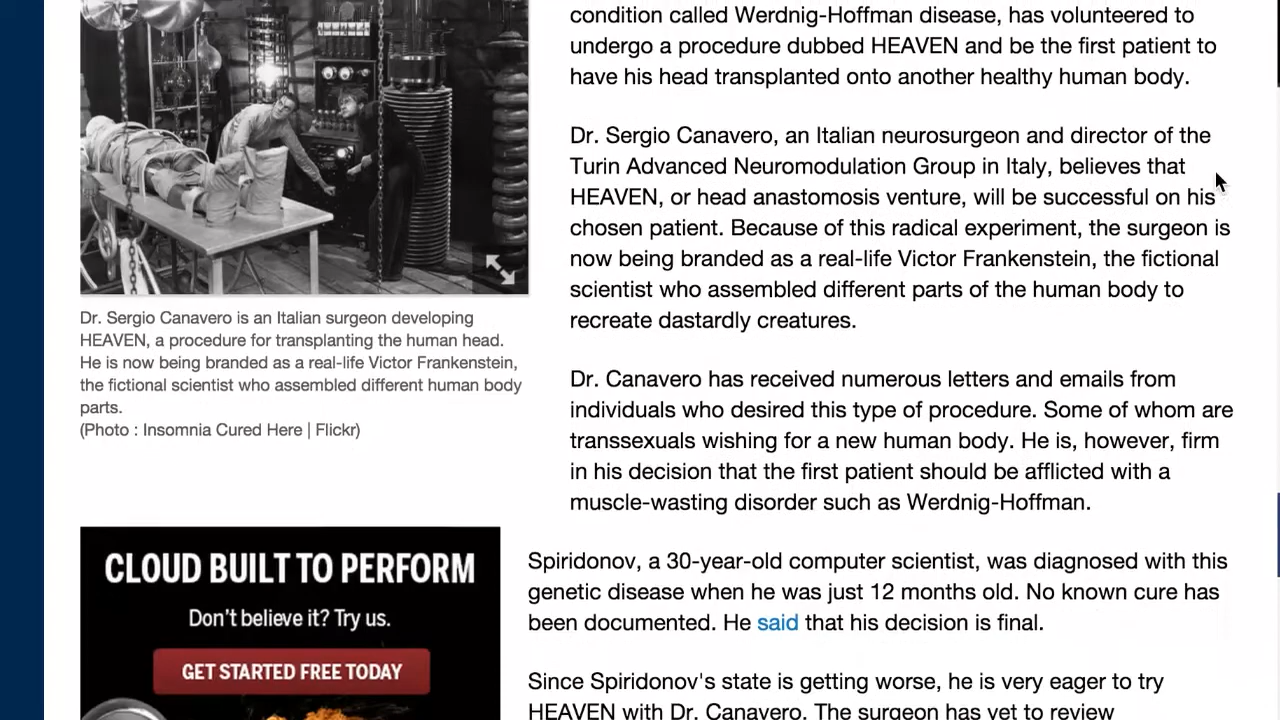 condition called Werdnig-Hoffman disease, has volunteered to
undergo a procedure dubbed HEAVEN and be the first patient to
have his head transplanted onto another healthy human body.
Dr. Sergio Canavero, an Italian neurosurgeon and director of the
Turin Advanced Neuromodulation Group in Italy, believes that
HEAVEN, or head anastomosis venture, will be successful on his
chosen patient. Because of this radical experiment, the surgeon is
now being branded as a real-life Victor Frankenstein, the fictional
scientist who assembled different parts of the human body to
recreate dastardly creatures.
Dr. Sergio Canavero is an Italian surgeon developing
HEAVEN, a procedure for transplanting the human head.
He is now being branded as a real-life Victor Frankenstein,
the fictional scientist who assembled different human body
parts.
(Photo : Insomnia Cured Here | Flickr)
Dr. Canavero has received numerous letters and emails from
individuals who desired this type of procedure. Some of whom are
transsexuals wishing for a new human body. He is, however, firm
in his decision that the first patient should be afflicted with a
muscle-wasting disorder such as Werdnig-Hoffman.
CLOUD BUILT TO PERFORM
Don't believe it? Try us.
GET STARTED FREE TODAY
Spiridonov, a 30-year-old computer scientist, was diagnosed with this
genetic disease when he was just 12 months old. No known cure has
been documented. He said that his decision is final.
Since Spiridonov's state is getting worse, he is very eager to try
HEAVEN with Dr. Canavero. The surgeon has yet to review